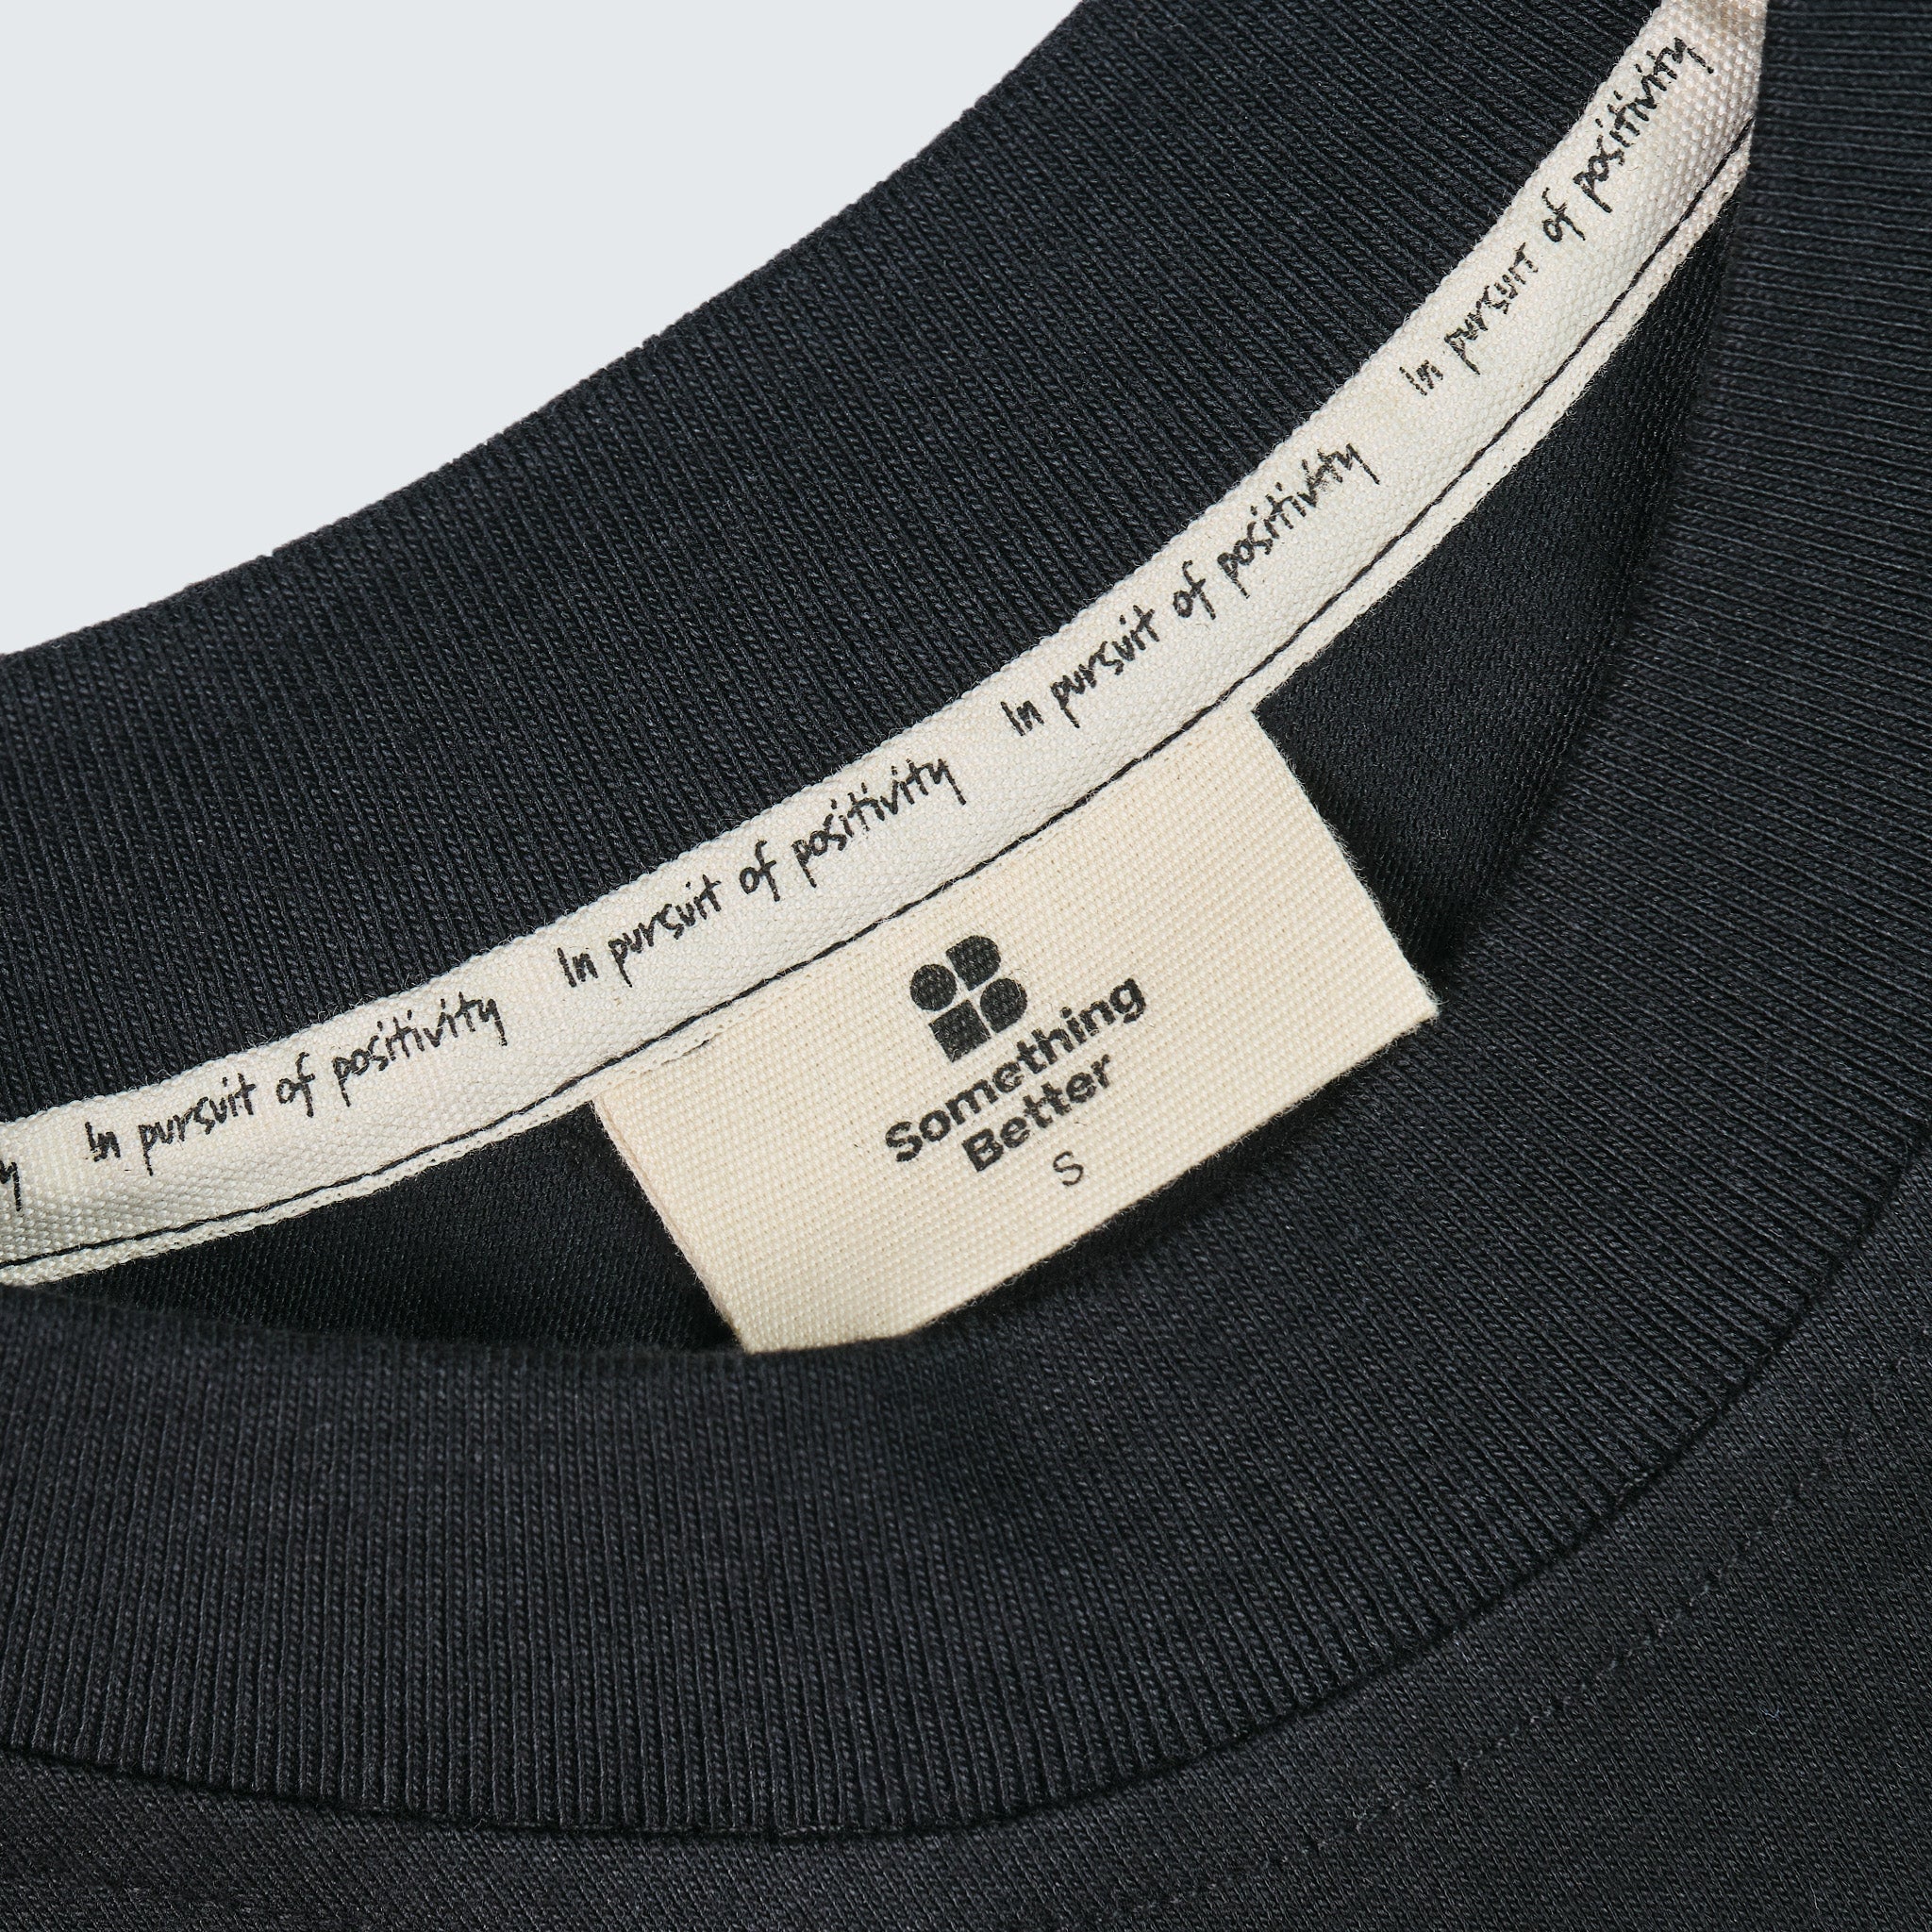 y In pursuit of positivity In pursuit of positivity In pursuit of positivity In pursuit of positivity
Something
Better
S